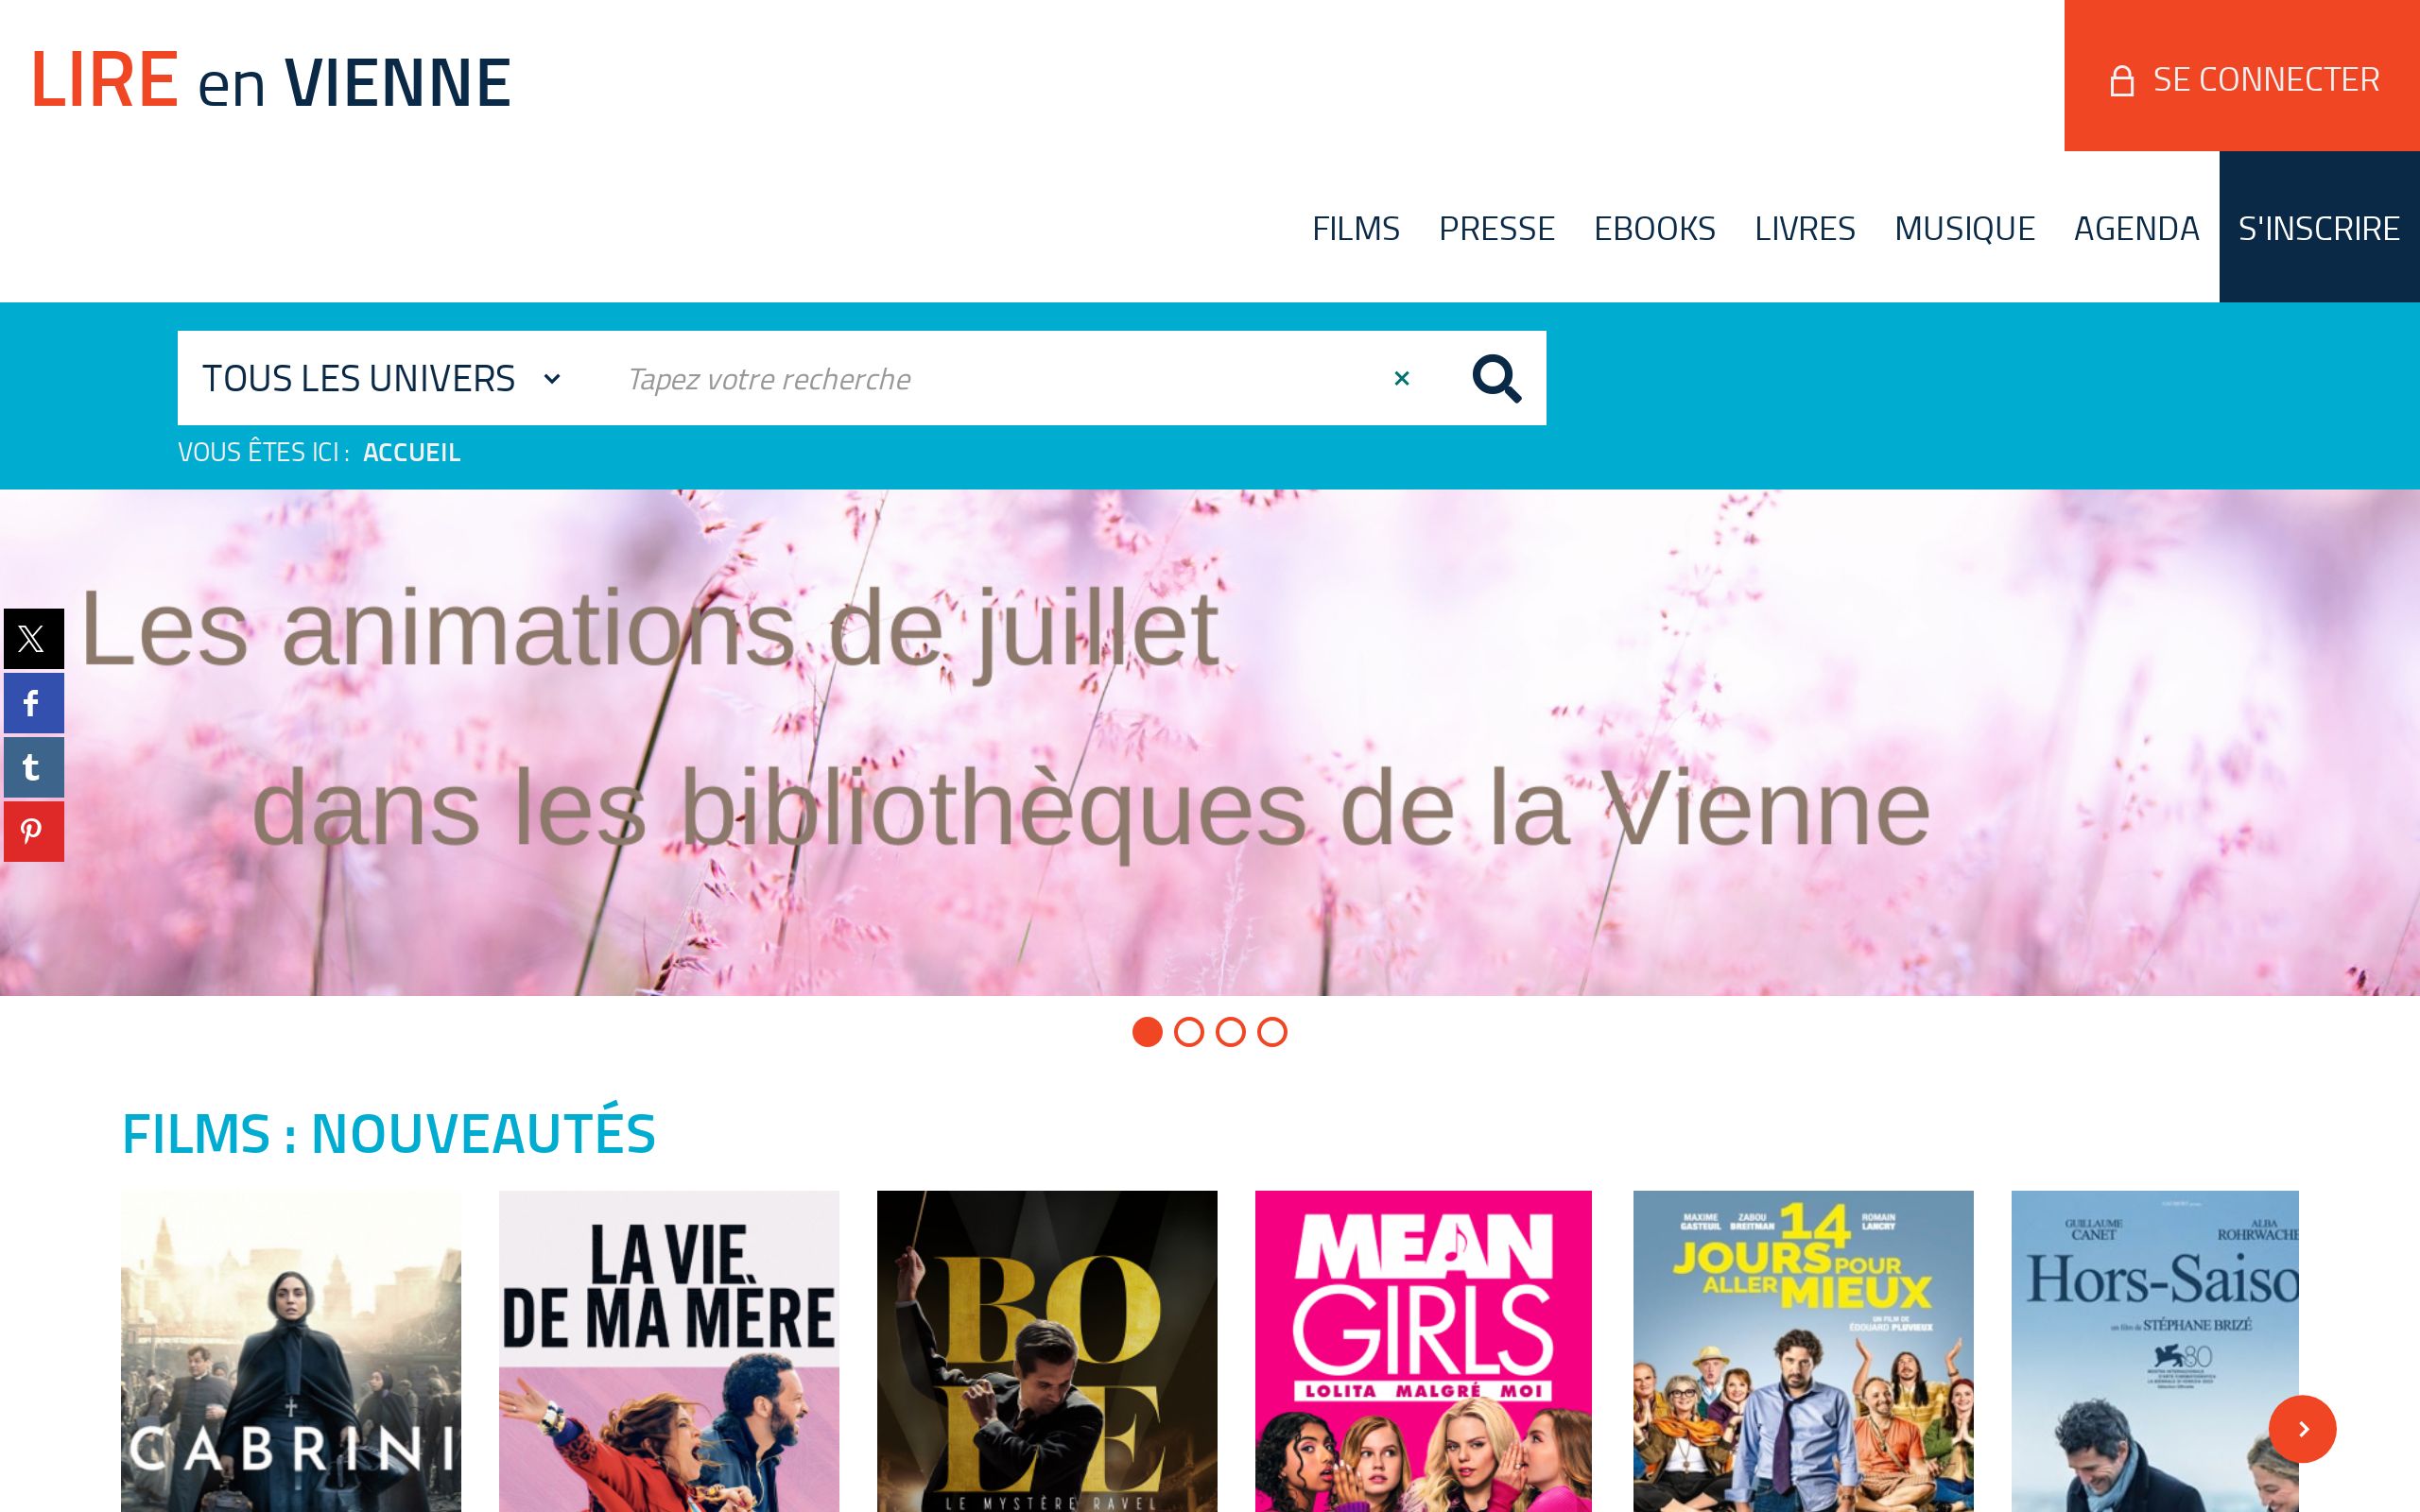 LIRE en VIENNE
SE CONNECTER
FILMS PRESSE EBOOKS LIVRES MUSIQUE AGENDA S'INSCRIRE
TOUS LES UNIVERS Tapez votre recherche
VOUS ÊTES ICI : ACCUEIL
Les animations de juillet
dans les bibliothèques de la Vienne
FILMS : NOUVEAUTÉS
CABRINI
LA VIE
DE MA MÈRE
BO
LE
LE MYSTÈRE RAVEL
MEAN
GIRLS
LOLITA MALGRÉ MOI
MAXIME GASTEUIL ZABOU BREITMAN ROMAIN LANCRY
14
JOURS POUR
ALLER MIEUX
UN FILM DE
ÉDOUARD PLUVIEUX
GUILLAUME CANET
ALBA ROHRWACHE
Hors-Saiso
un film de STÉPHANE BRIZÉ
80